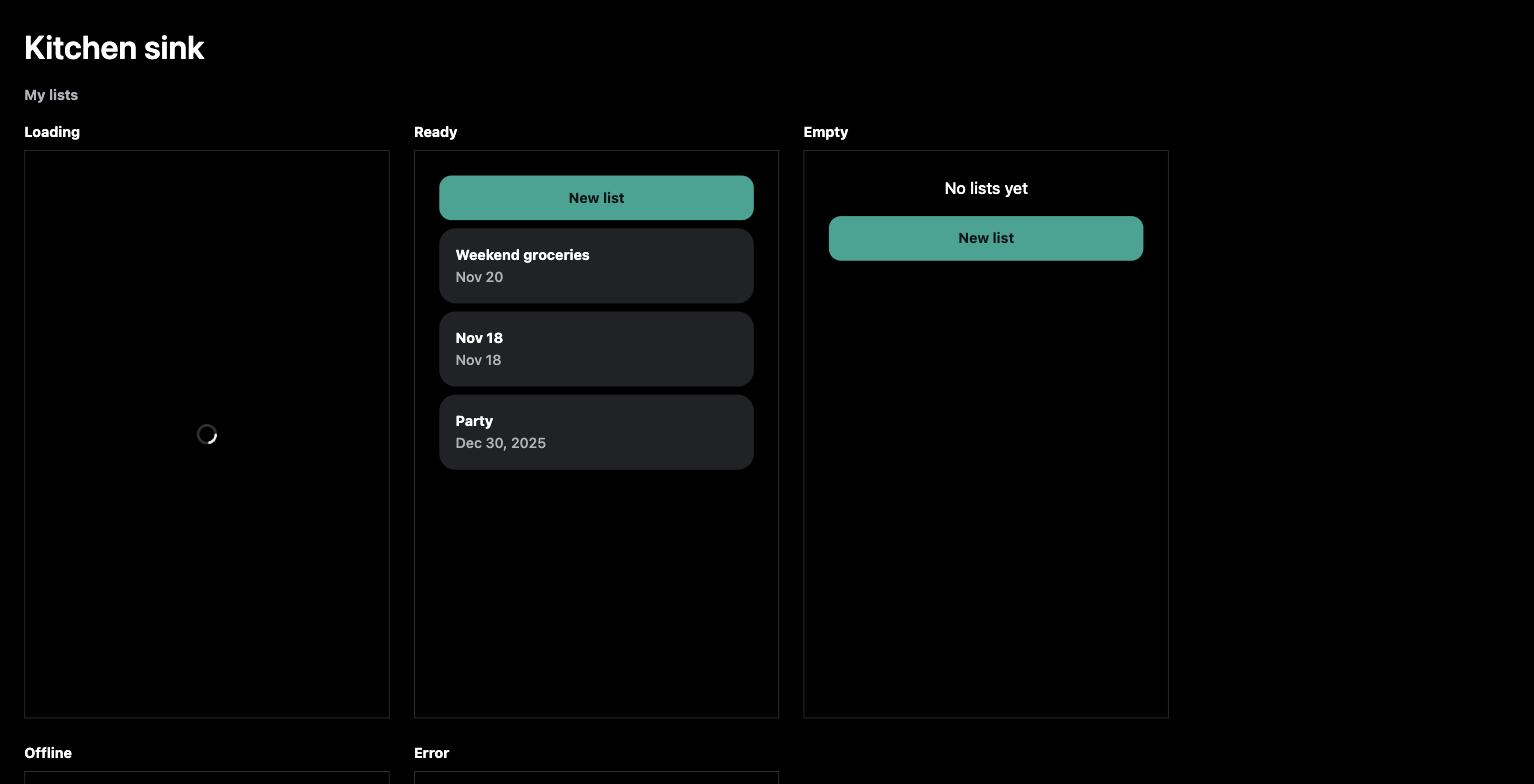 Kitchen sink
My lists
Loading
Ready
New list
Weekend groceries
Nov 20
Nov 18
Nov 18
Party
Dec 30, 2025
Empty
No lists yet
New list
Offline
Error